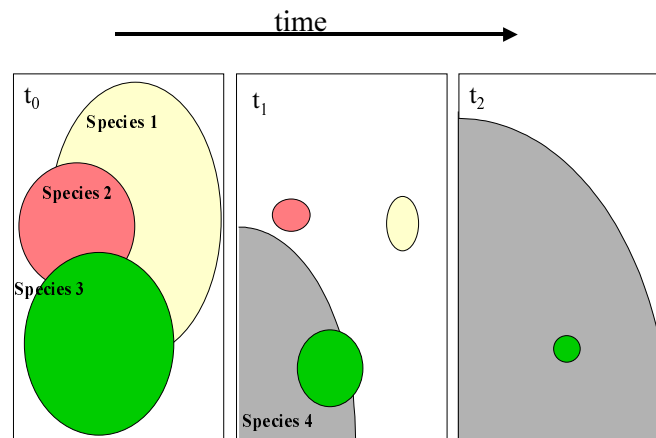 time
t₀
Species 1
Species 2
Species 3
t₁
Species 4
t₂